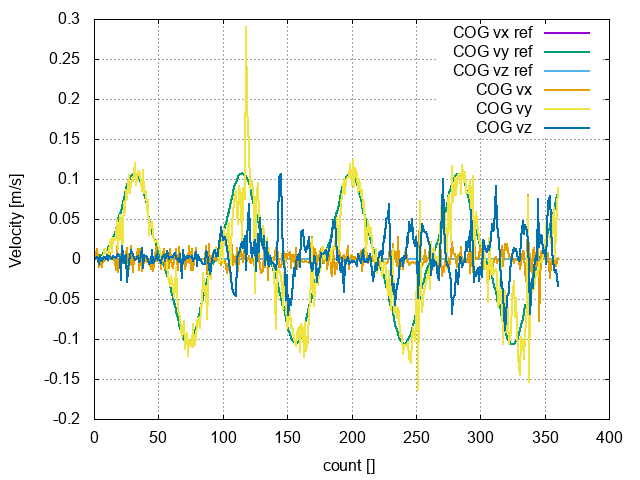 0.3
0.25
0.2
0.15
0.1
0.05
0
-0.05
-0.1
-0.15
-0.2
Velocity [m/s]
COG vx ref
COG vy ref
COG vz ref
COG vx
COG vy
COG vz
0 50 100 150 200 250 300 350 400
count []